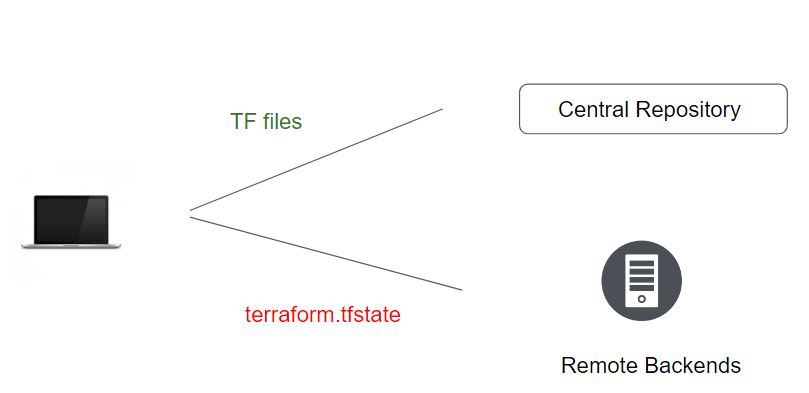 TF files
Central Repository
terraform.tfstate
Remote Backends